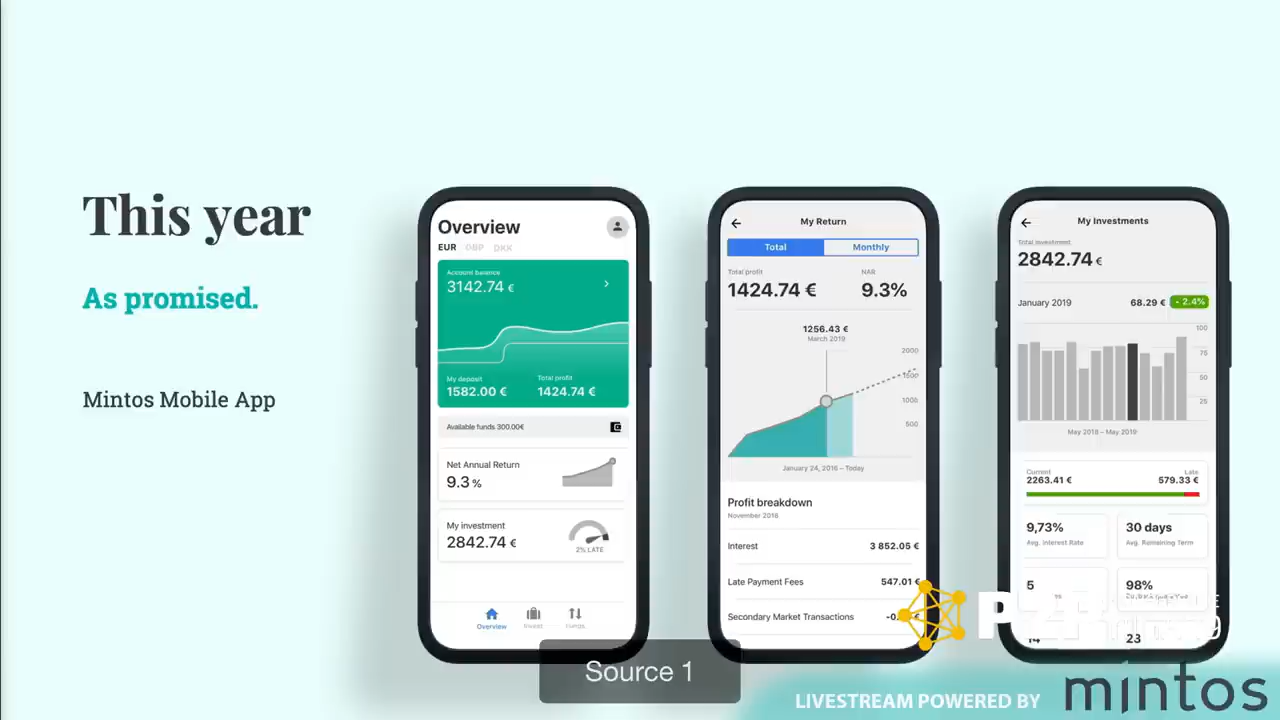 This year
As promised.
Mintos Mobile App
Overview
EUR GBP DKK
Account balance
3142.74 €
My deposit Total profit
1582.00 € 1424.74 €
Available funds 300.00€
Net Annual Return
9.3 %
My investment
2842.74 €
2% LATE
Overview Invest
My Return
Total Monthly
Total profit NAR
1424.74 € 9.3%
1256.43 €
March 2019
2000
1500
1000
500
January 24, 2016 – Today
Profit breakdown
November 2018
Interest 3 852.05 €
Late Payment Fees 547.01 €
Secondary Market Transactions
My Investments
Total investment
2842.74 €
January 2019 68.29 € - 2.4%
100
75
50
25
May 2018 – May 2019
Current Late
2263.41 € 579.33 €
9,73% 30 days
Avg. Interest Rate Avg. Remaining Term
5 98%
14 23
P2P
Source 1
LIVESTREAM POWERED BY mintos